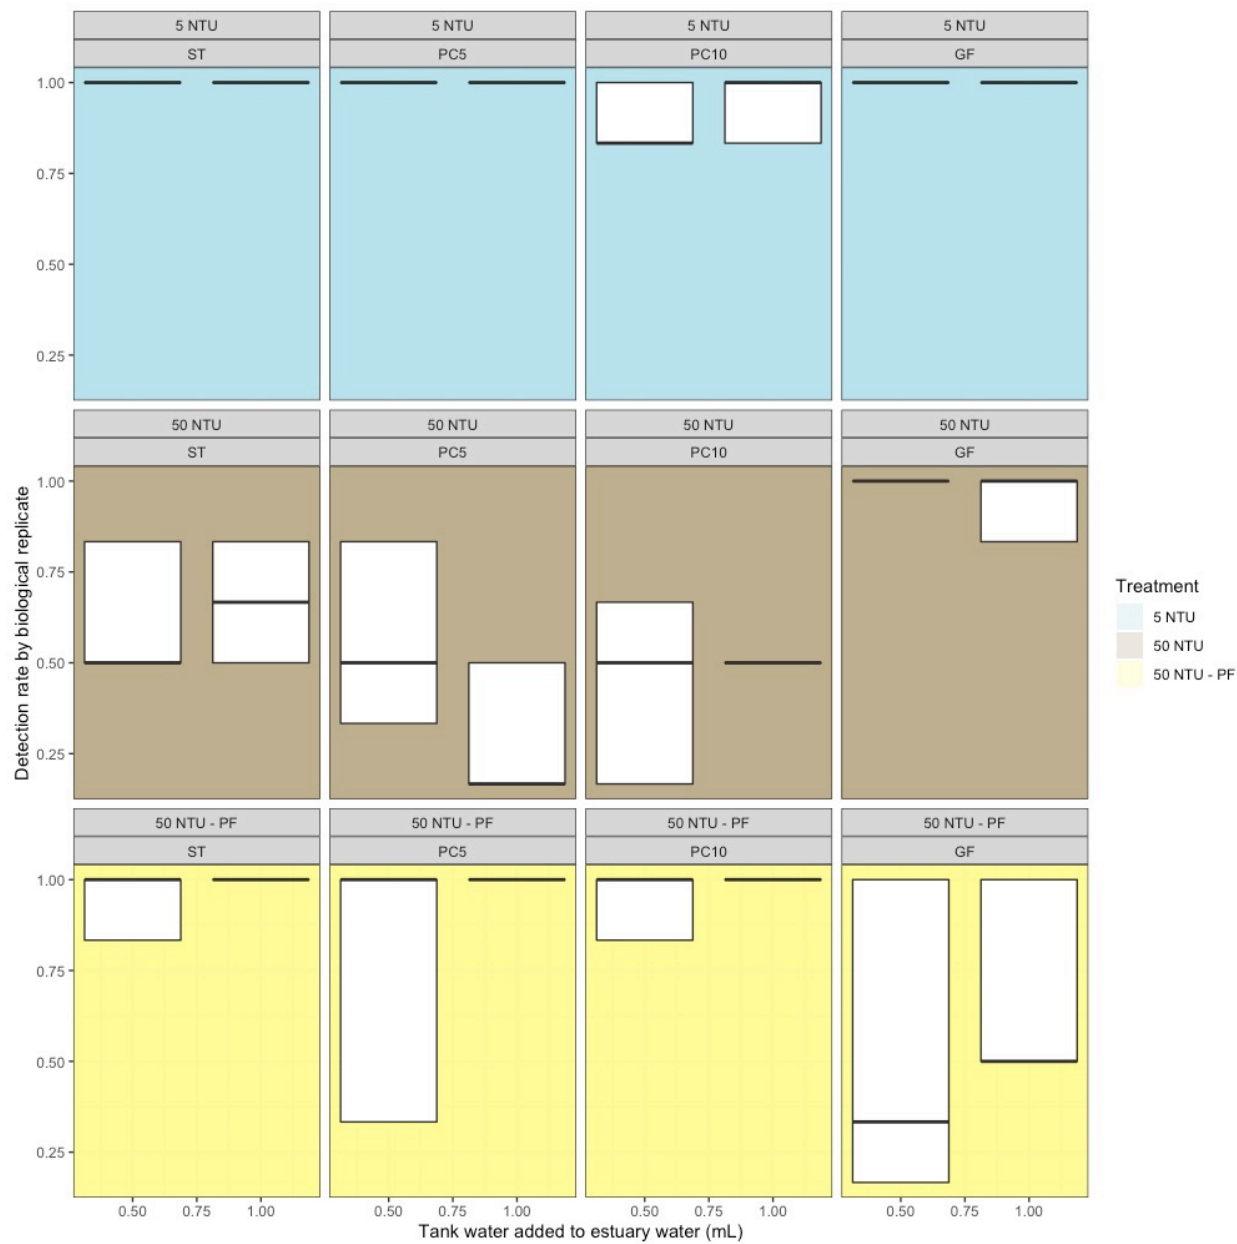 5 NTU 5 NTU 5 NTU 5 NTU
ST PC5 PC10 GF
1.00
0.75
0.50
0.25
50 NTU 50 NTU 50 NTU 50 NTU
ST PC5 PC10 GF
1.00
0.75
0.50
0.25
50 NTU - PF 50 NTU - PF 50 NTU - PF 50 NTU - PF
ST PC5 PC10 GF
1.00
0.75
0.50
0.25
0.50 0.75 1.00 0.50 0.75 1.00 0.50 0.75 1.00 0.50 0.75 1.00
Tank water added to estuary water (mL)
Detection rate by biological replicate
Treatment
5 NTU
50 NTU
50 NTU - PF